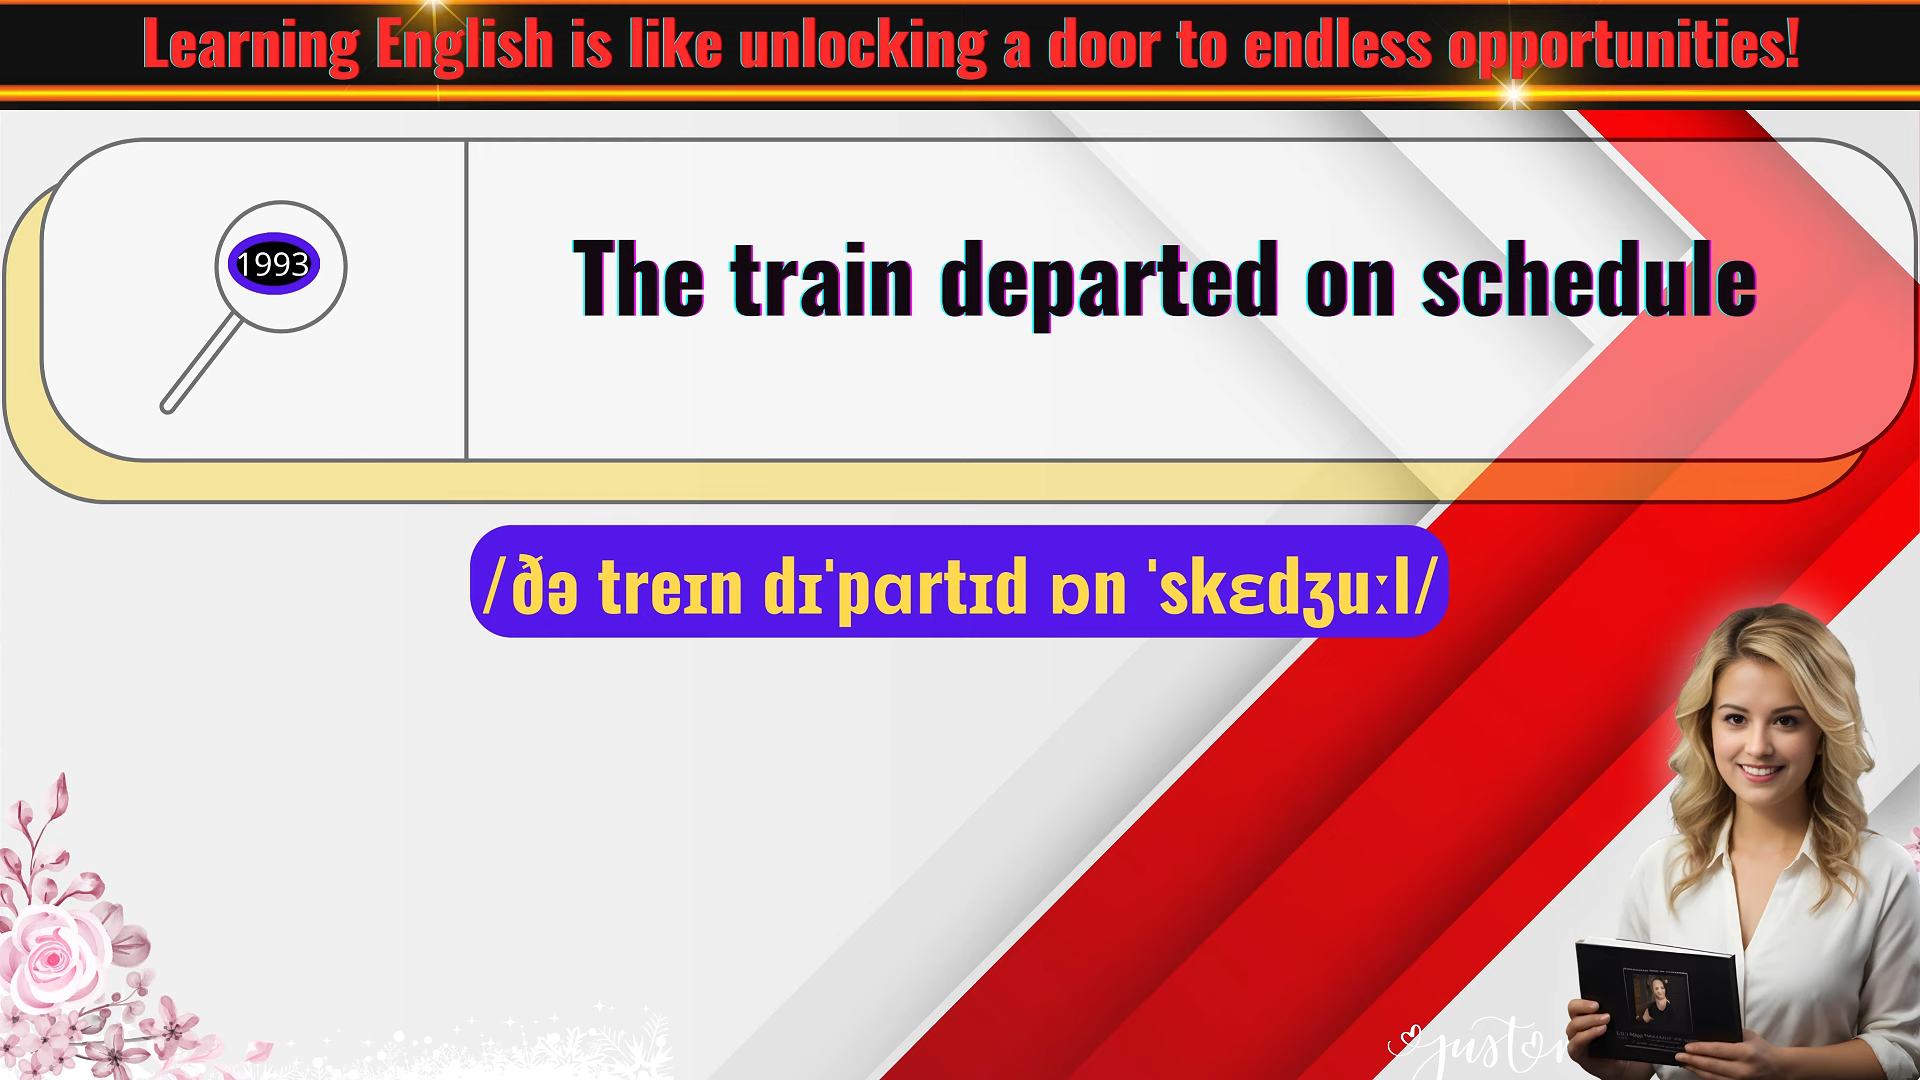 Learning English is like unlocking a door to endless opportunities!
1993
The train departed on schedule
/ðə treɪn dɪˈpɑrtɪd ɒn ˈskɛdʒuːl/